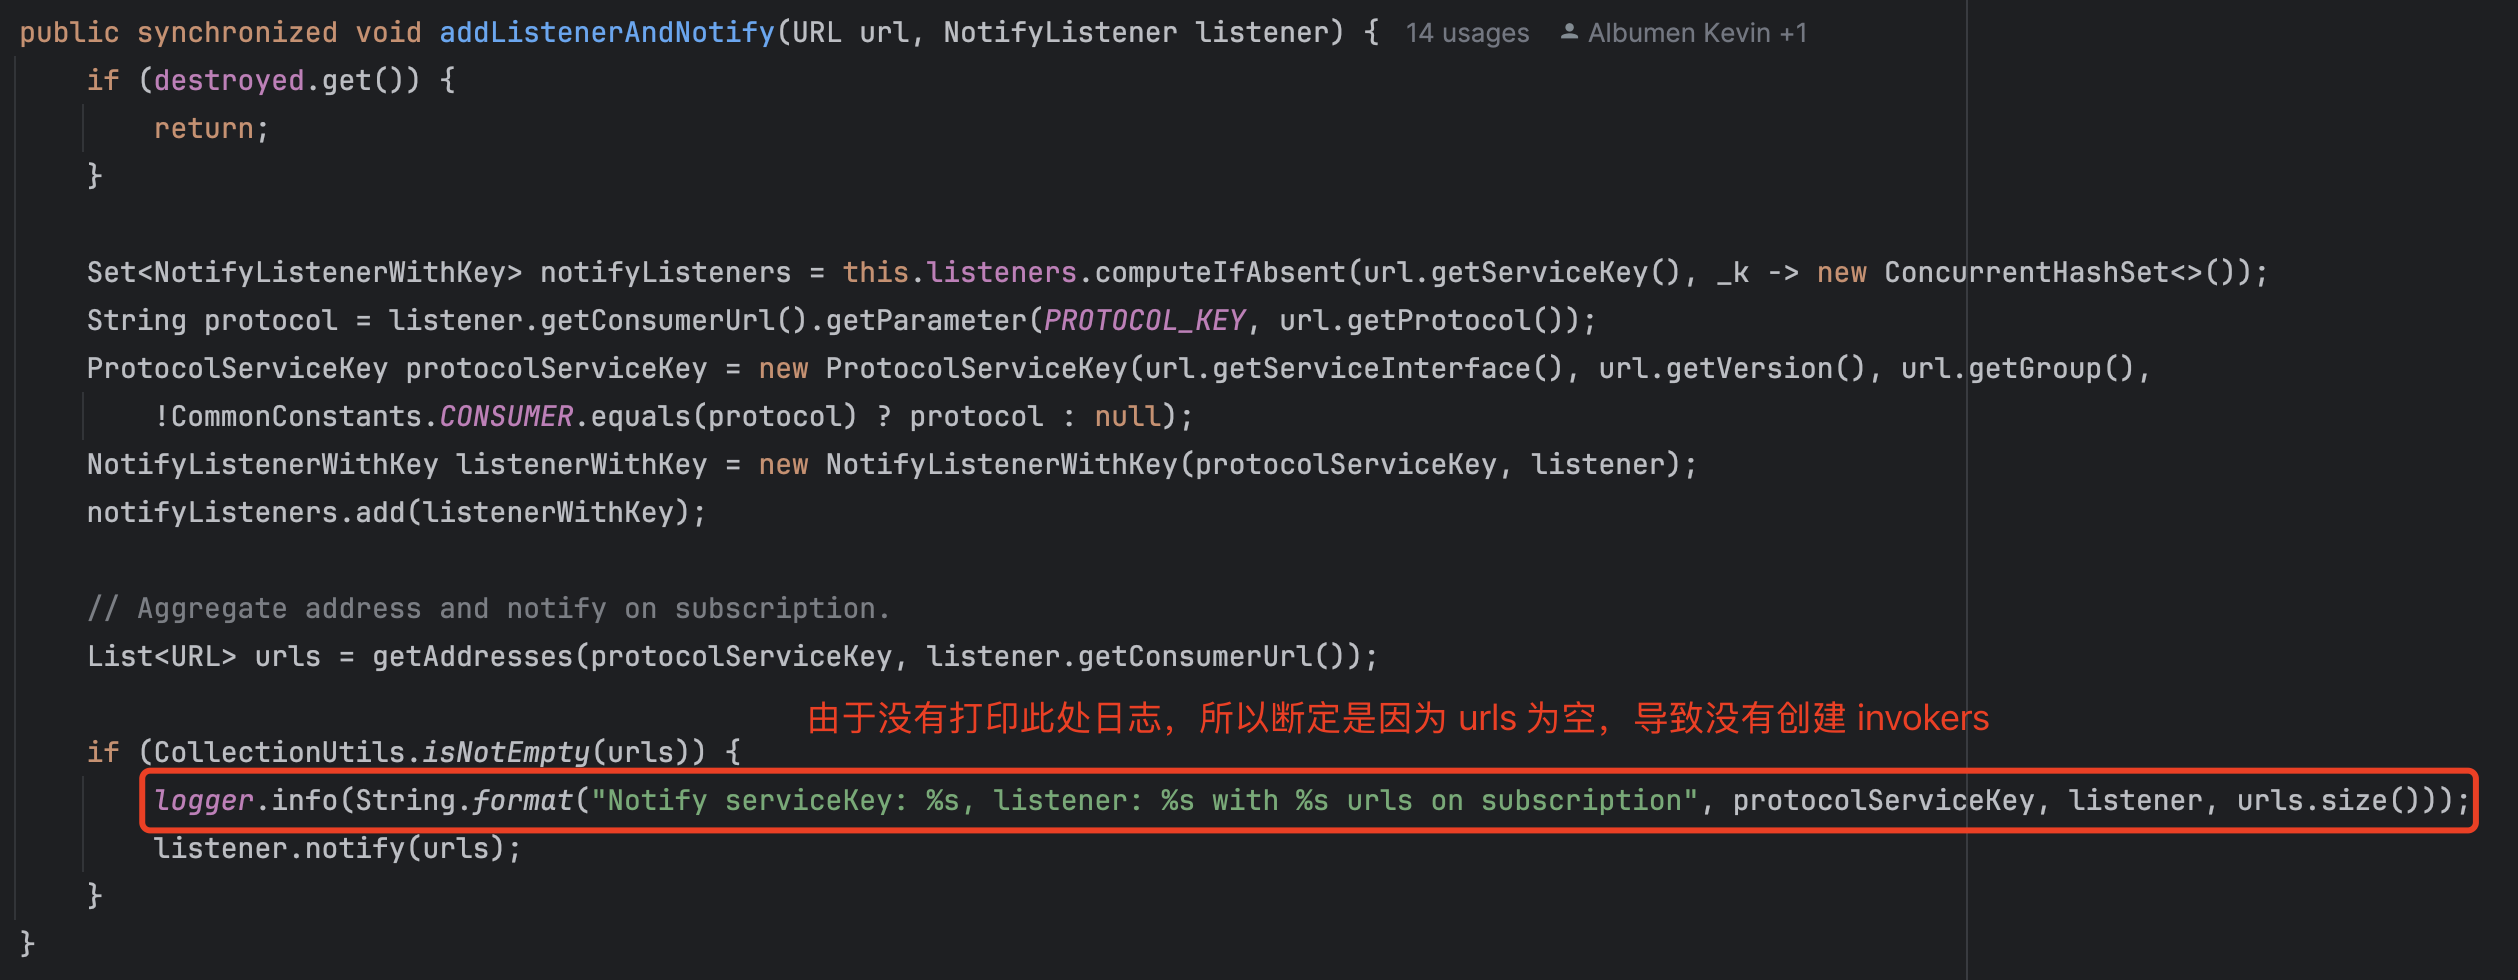 public synchronized void addListenerAndNotify(URL url, NotifyListener listener) { 14 usages Albumen Kevin +1
if (destroyed.get()) {
return;
}
Set<NotifyListenerWithKey> notifyListeners = this.listeners.computeIfAbsent(url.getServiceKey(), _k -> new ConcurrentHashSet<>());
String protocol = listener.getConsumerUrl().getParameter(PROTOCOL_KEY, url.getProtocol());
ProtocolServiceKey protocolServiceKey = new ProtocolServiceKey(url.getServiceInterface(), url.getVersion(), url.getGroup(),
!CommonConstants.CONSUMER.equals(protocol) ? protocol : null);
NotifyListenerWithKey listenerWithKey = new NotifyListenerWithKey(protocolServiceKey, listener);
notifyListeners.add(listenerWithKey);
// Aggregate address and notify on subscription.
List<URL> urls = getAddresses(protocolServiceKey, listener.getConsumerUrl());
由于没有打印此处日志，所以断定是因为 urls 为空，导致没有创建 invokers
if (CollectionUtils.isNotEmpty(urls)) {
logger.info(String.format("Notify serviceKey: %s, listener: %s with %s urls on subscription", protocolServiceKey, listener, urls.size()));
listener.notify(urls);
}
}